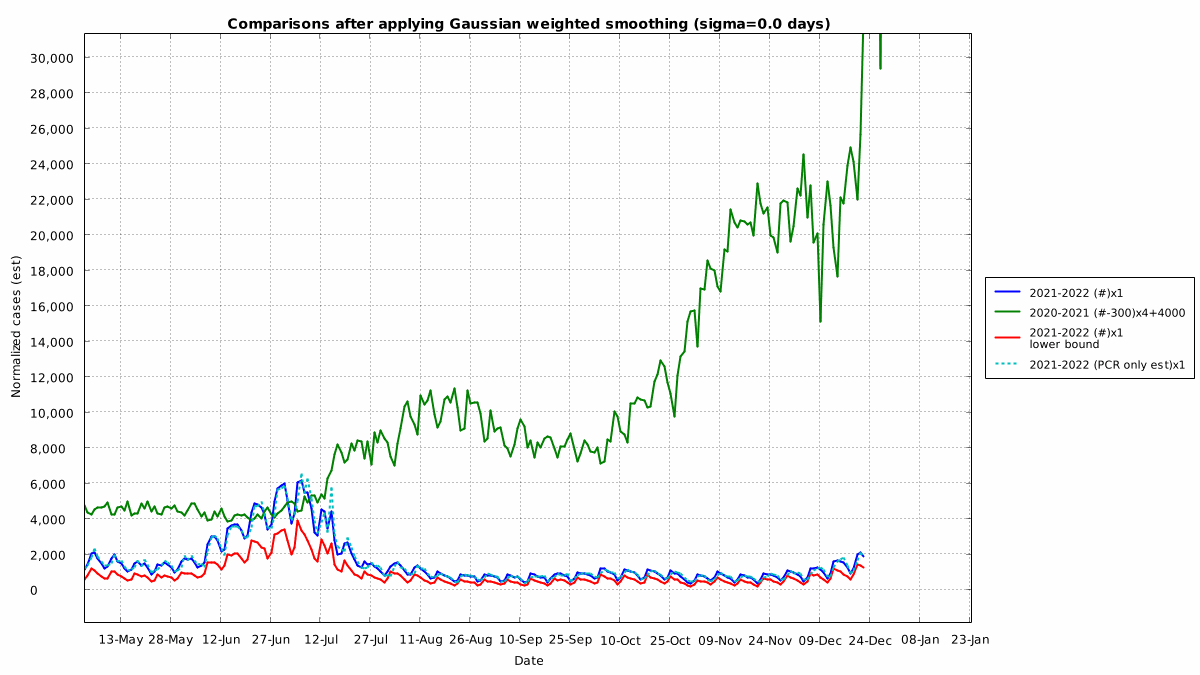 Comparisons after applying Gaussian weighted smoothing (sigma=0.0 days)
30,000
28,000
26,000
24,000
22,000
20,000
18,000
16,000
14,000
12,000
10,000
8,000
6,000
4,000
2,000
0
Normalized cases (est)
2021-2022 (#)x1
2020-2021 (#-300)x4+4000
2021-2022 (#)x1
lower bound
2021-2022 (PCR only est)x1
13-May 28-May 12-Jun 27-Jun 12-Jul 27-Jul 11-Aug 26-Aug 10-Sep 25-Sep 10-Oct 25-Oct 09-Nov 24-Nov 09-Dec 24-Dec 08-Jan 23-Jan
Date